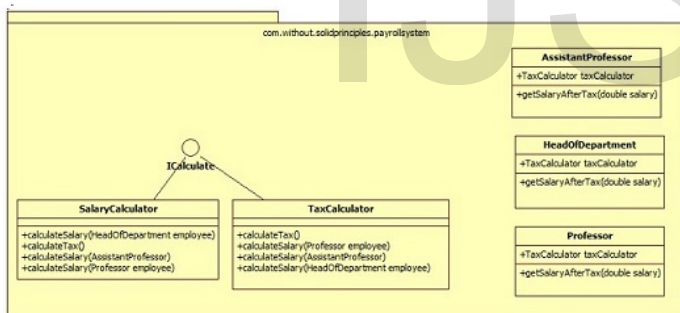 com.without.solidprinciples.payrollsystem
AssistantProfessor
+TaxCalculator taxCalculator
+getSalaryAfterTax(double salary)
HeadOfDepartment
+TaxCalculator taxCalculator
+getSalaryAfterTax(double salary)
Professor
+TaxCalculator taxCalculator
+getSalaryAfterTax(double salary)
ICalculate
SalaryCalculator
+calculateSalary(HeadOfDepartment employee)
+calculateTax()
+calculateSalary(AssistantProfessor)
+calculateSalary(Professor employee)
TaxCalculator
+calculateTax()
+calculateSalary(Professor employee)
+calculateSalary(AssistantProfessor)
+calculateSalary(HeadOfDepartment employee)